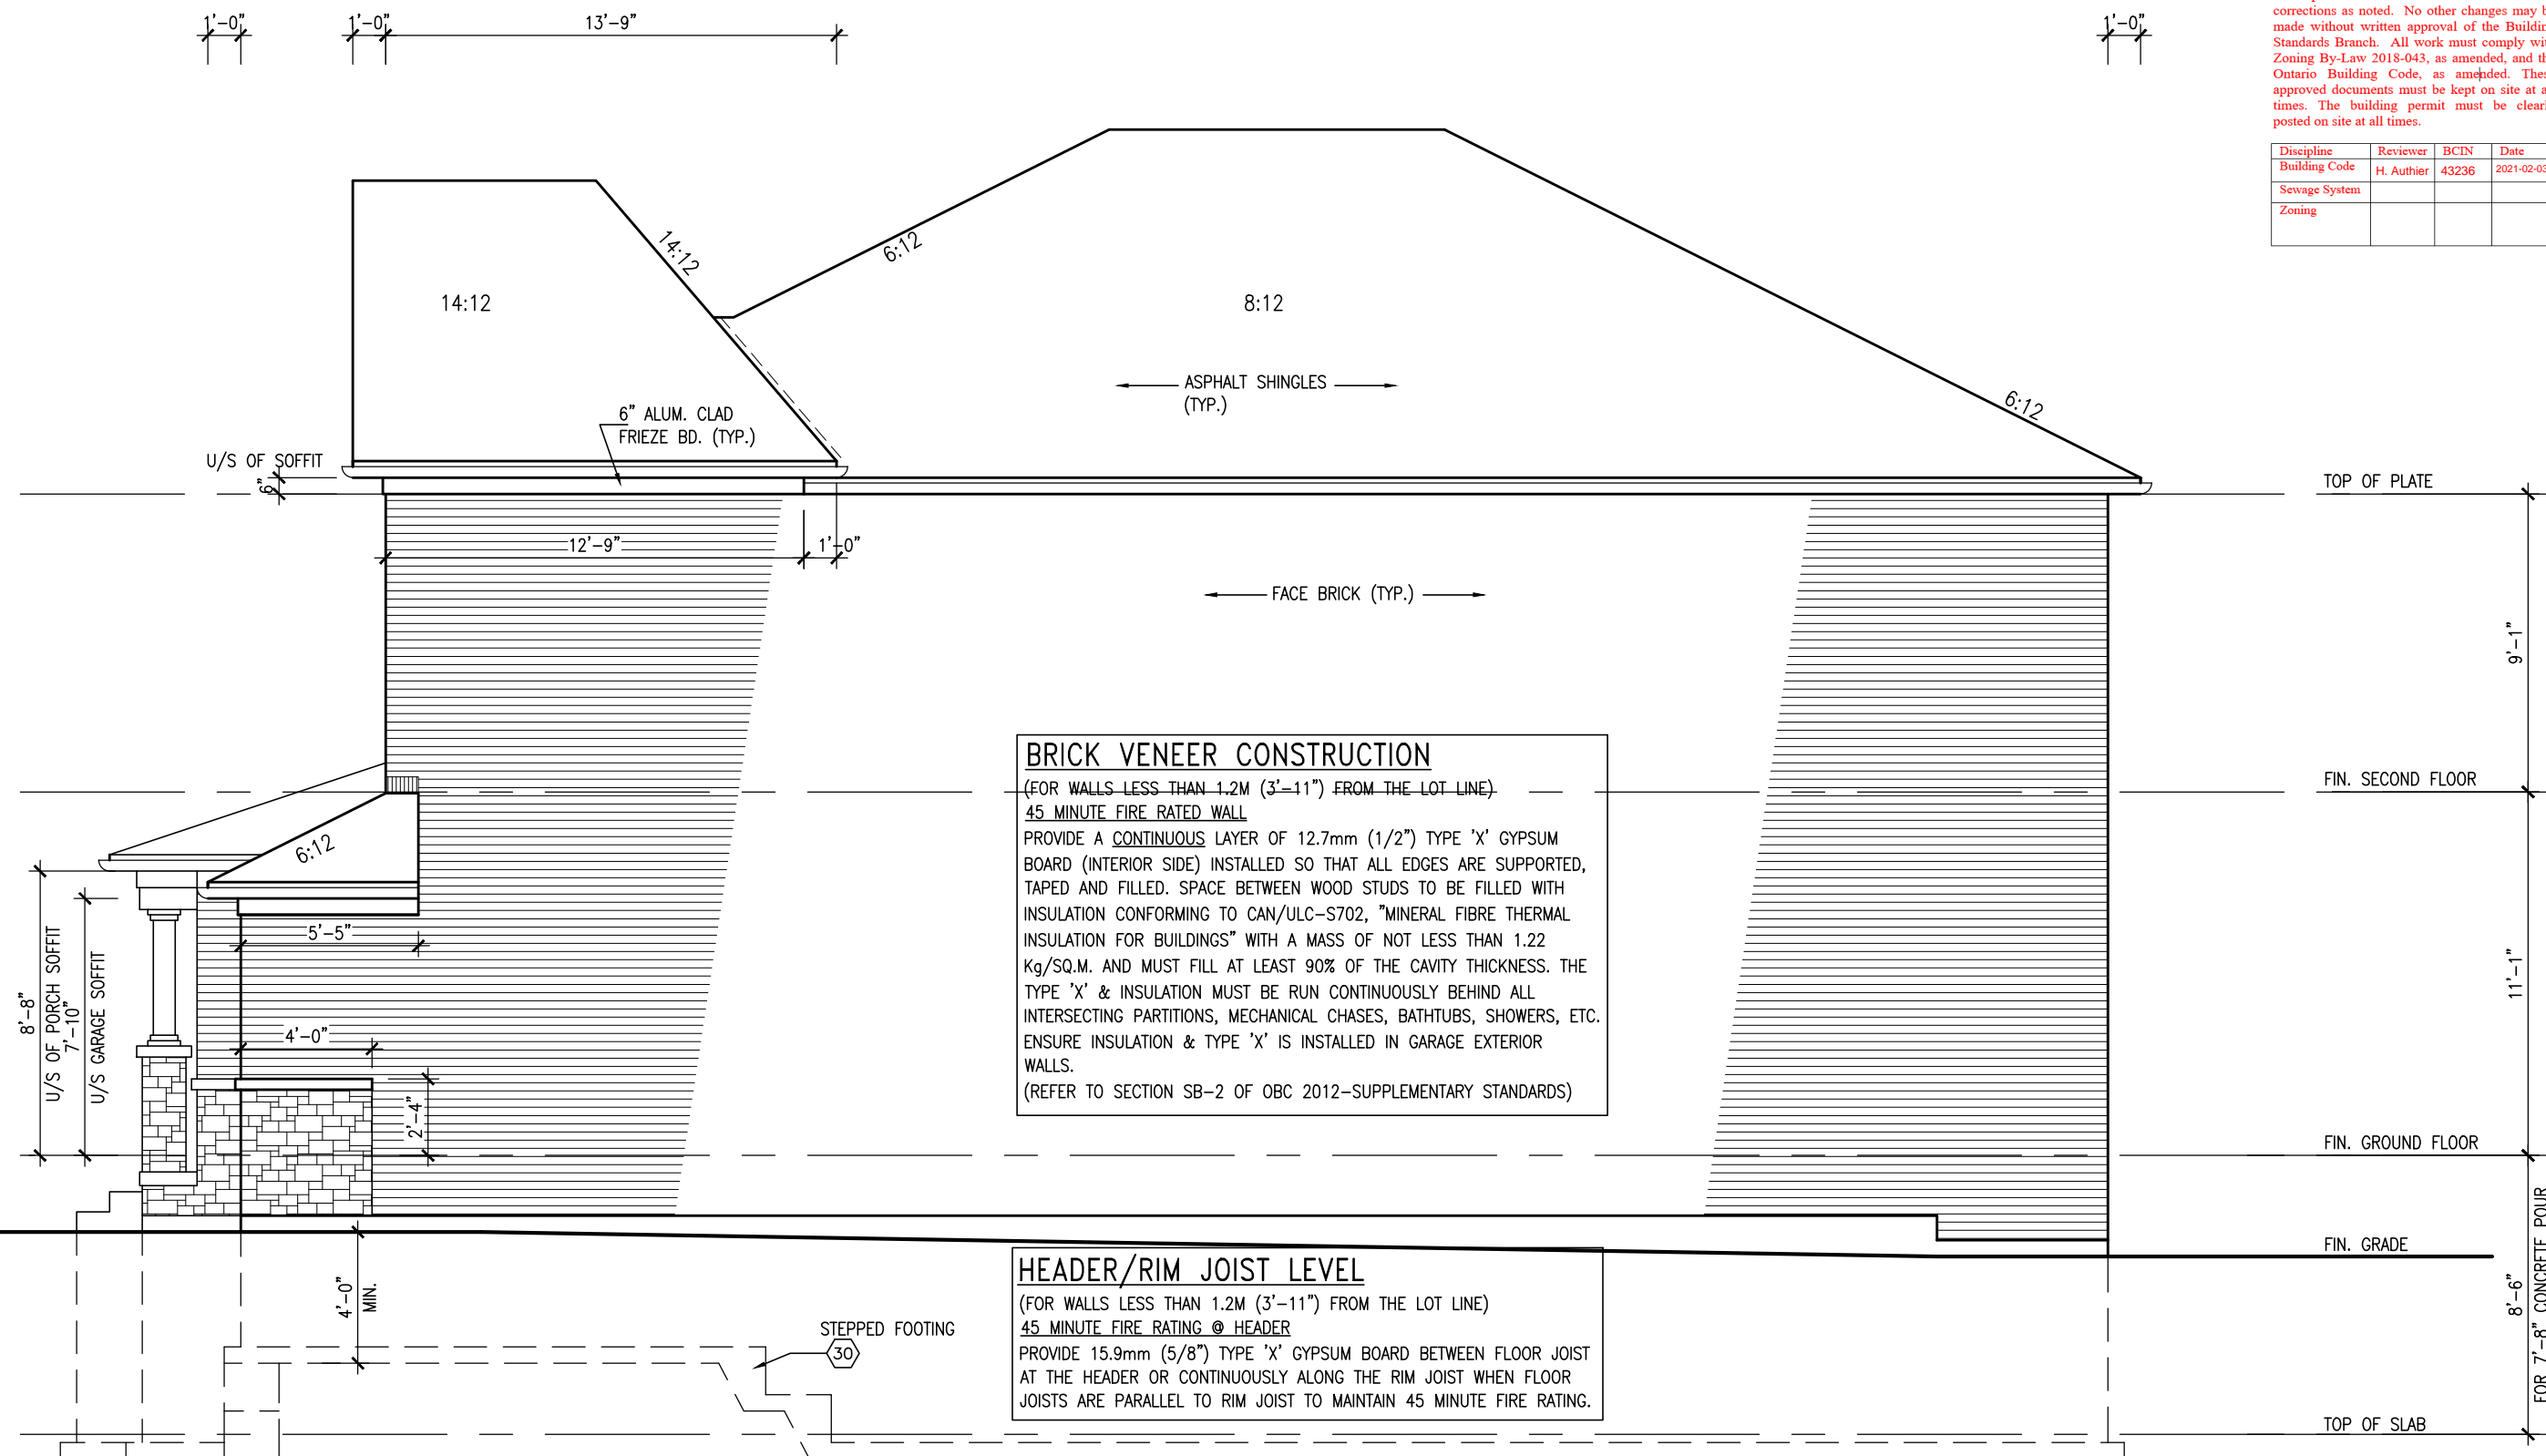 1'-0"
1'-0"
13'-9"
1'-0"
corrections as noted. No other changes may b
made without written approval of the Buildin
Standards Branch. All work must comply wit
Zoning By-Law 2018-043, as amended, and th
Ontario Building Code, as amended. Thes
approved documents must be kept on site at a
times. The building permit must be clearl
posted on site at all times.
Discipline Reviewer BCIN Date
Building Code H. Authier 43236 2021-02-03
Sewage System
Zoning
14:12
14:12
6:12
8:12
6:12
ASPHALT SHINGLES
(TYP.)
6" ALUM. CLAD
FRIEZE BD. (TYP.)
U/S OF SOFFIT
6"
TOP OF PLATE
12'-9"
1'-0"
FACE BRICK (TYP.)
9'-1"
FIN. SECOND FLOOR
BRICK VENEER CONSTRUCTION
(FOR WALLS LESS THAN 1.2M (3'-11") FROM THE LOT LINE)
45 MINUTE FIRE RATED WALL
PROVIDE A CONTINUOUS LAYER OF 12.7mm (1/2") TYPE 'X' GYPSUM
BOARD (INTERIOR SIDE) INSTALLED SO THAT ALL EDGES ARE SUPPORTED,
TAPED AND FILLED. SPACE BETWEEN WOOD STUDS TO BE FILLED WITH
INSULATION CONFORMING TO CAN/ULC-S702, "MINERAL FIBRE THERMAL
INSULATION FOR BUILDINGS" WITH A MASS OF NOT LESS THAN 1.22
Kg/SQ.M. AND MUST FILL AT LEAST 90% OF THE CAVITY THICKNESS. THE
TYPE 'X' & INSULATION MUST BE RUN CONTINUOUSLY BEHIND ALL
INTERSECTING PARTITIONS, MECHANICAL CHASES, BATHTUBS, SHOWERS, ETC.
ENSURE INSULATION & TYPE 'X' IS INSTALLED IN GARAGE EXTERIOR
WALLS.
(REFER TO SECTION SB-2 OF OBC 2012-SUPPLEMENTARY STANDARDS)
6:12
5'-5"
4'-0"
2'-4"
8'-8"
U/S OF PORCH SOFFIT
7'-10"
U/S GARAGE SOFFIT
11'-1"
FIN. GROUND FLOOR
FIN. GRADE
4'-0"
MIN.
STEPPED FOOTING
30
HEADER/RIM JOIST LEVEL
(FOR WALLS LESS THAN 1.2M (3'-11") FROM THE LOT LINE)
45 MINUTE FIRE RATING @ HEADER
PROVIDE 15.9mm (5/8") TYPE 'X' GYPSUM BOARD BETWEEN FLOOR JOIST
AT THE HEADER OR CONTINUOUSLY ALONG THE RIM JOIST WHEN FLOOR
JOISTS ARE PARALLEL TO RIM JOIST TO MAINTAIN 45 MINUTE FIRE RATING.
8'-6"
FOR 7'-8" CONCRETE POUR
TOP OF SLAB